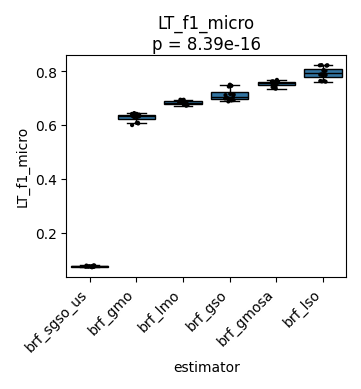 LT_f1_micro
p = 8.39e-16
LT_f1_micro
0.8
0.6
0.4
0.2
brf_sgso_us
brf_gmo
brf_lmo
brf_gso
brf_gmosa
brf_lso
estimator